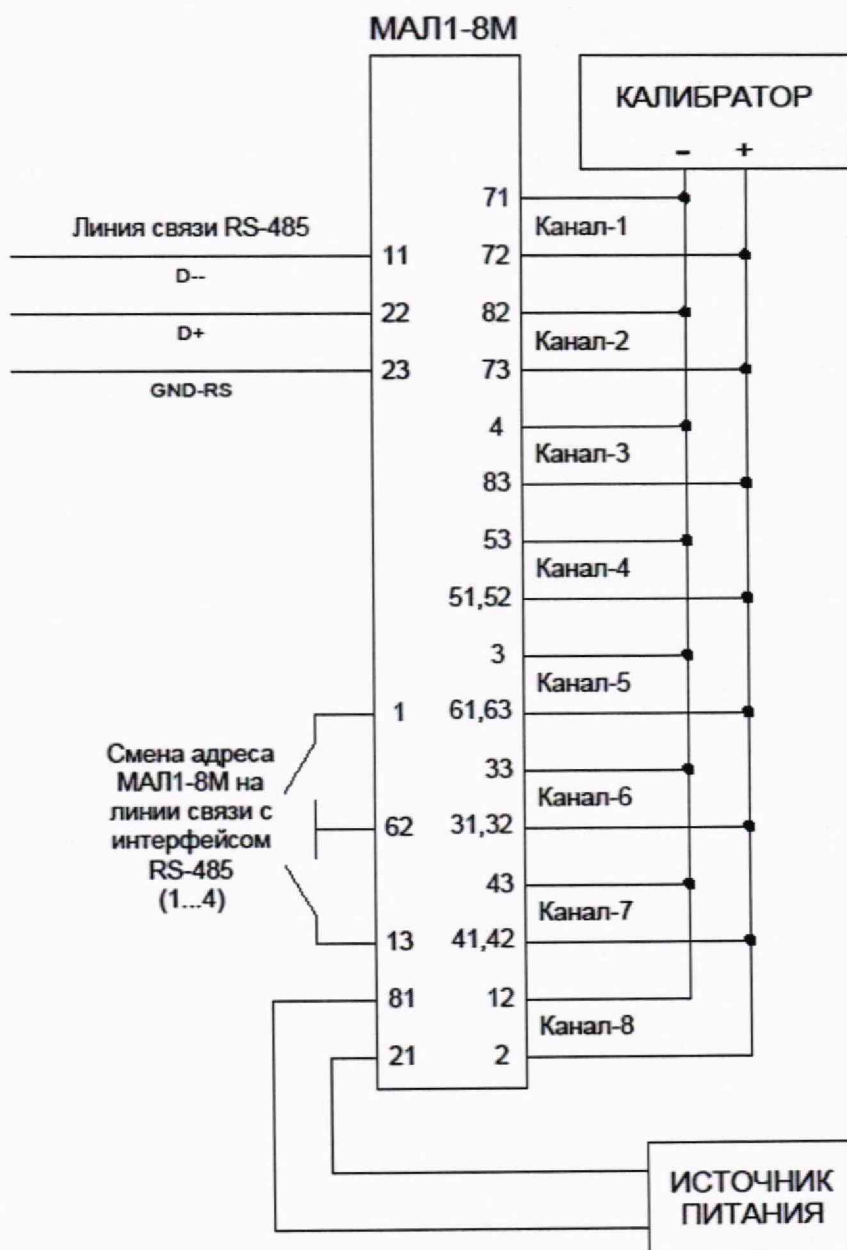 МАЛ1-8М
КАЛИБРАТОР
- +
71
Канал-1
72
Линия связи RS-485
11
D--
82
22
D+
Канал-2
73
23
GND-RS
4
Канал-3
83
53
Канал-4
51,52
3
Канал-5
61,63
1
Смена адреса
МАЛ1-8М на
линии связи с
интерфейсом
RS-485
(1...4)
33
Канал-6
31,32
62
43
Канал-7
41,42
13
81
12
Канал-8
21
2
ИСТОЧНИК
ПИТАНИЯ